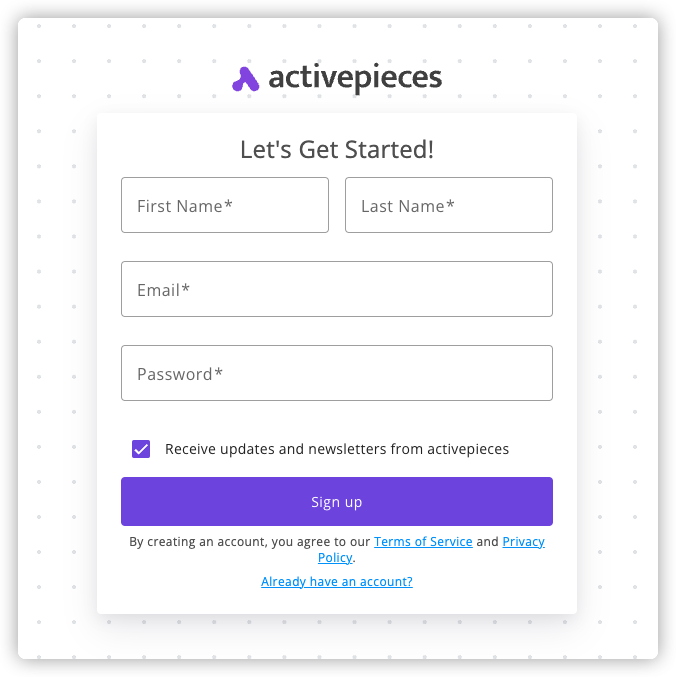 activepieces
Let's Get Started!
First Name*
Last Name*
Email*
Password*
Receive updates and newsletters from activepieces
Sign up
By creating an account, you agree to our Terms of Service and Privacy
Policy.
Already have an account?